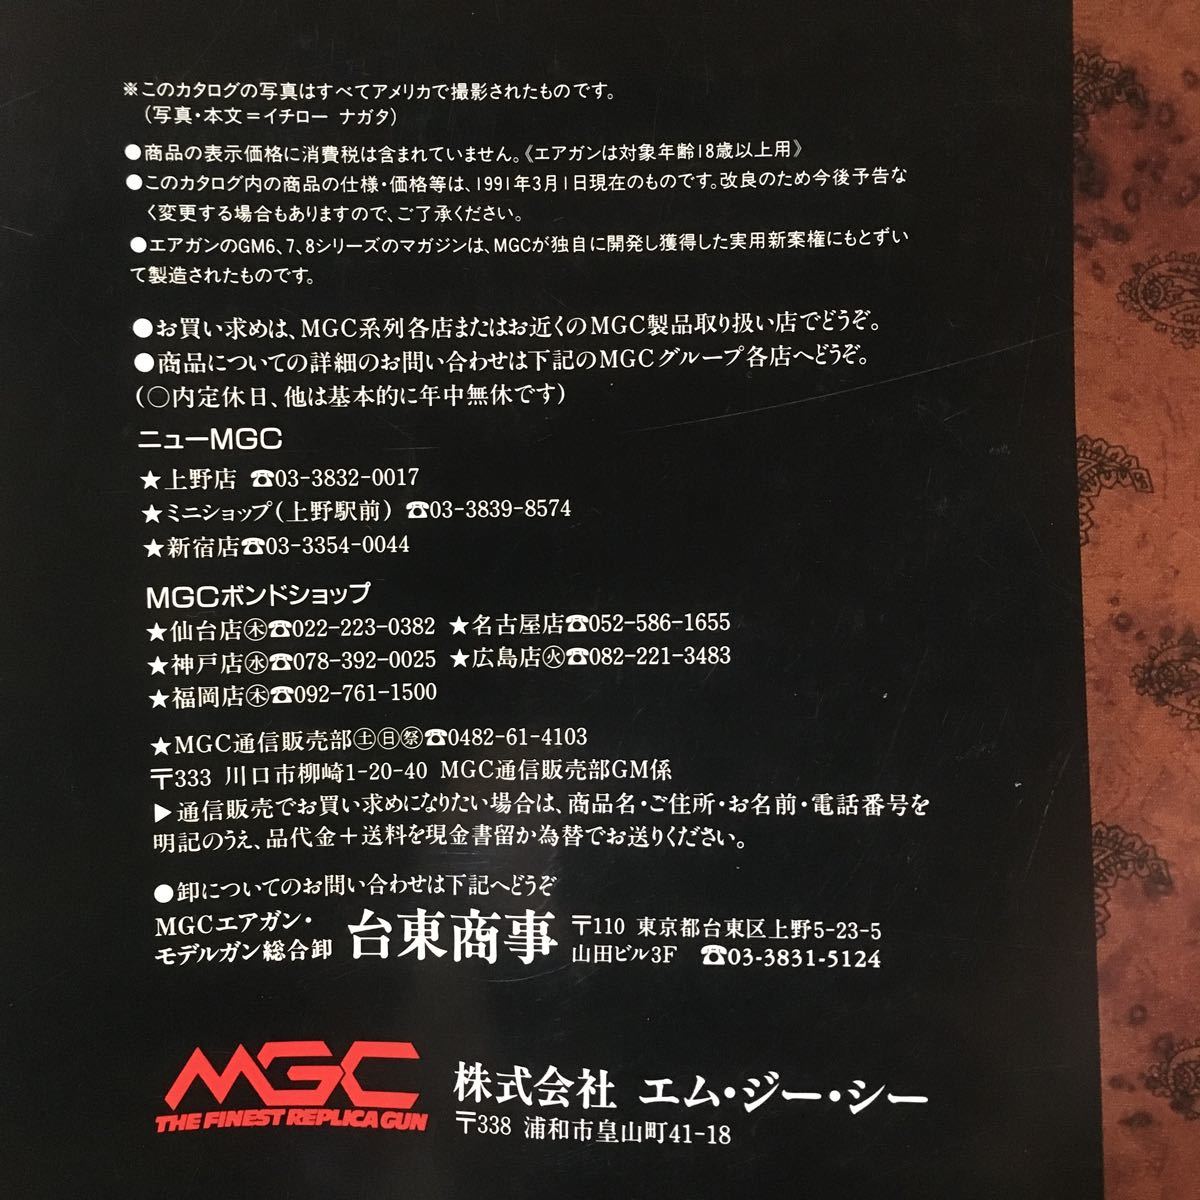 ※このカタログの写真はすべてアメリカで撮影されたものです。
(写真・本文＝イチロー ナガタ)
●商品の表示価格に消費税は含まれていません。《エアガンは対象年齢18歳以上用》
●このカタログ内の商品の仕様・価格等は、1991年3月1日現在のものです。改良のため今後予告な
く変更する場合もありますので、ご了承ください。
●エアガンのGM6、7、8シリーズのマガジンは、MGCが独自に開発し獲得した実用新案権にもとずい
て製造されたものです。
●お買い求めは、MGC系列各店またはお近くのMGC製品取り扱い店でどうぞ。
●商品についての詳細のお問い合わせは下記のMGCグループ各店へどうぞ。
(○内定休日、他は基本的に年中無休です)
ニューMGC
★上野店 ☎03-3832-0017
★ミニショップ(上野駅前) ☎03-3839-8574
★新宿店☎03-3354-0044
MGCボンドショップ
★仙台店㊍☎022-223-0382 ★名古屋店☎052-586-1655
★神戸店㊌☎078-392-0025 ★広島店㊋☎082-221-3483
★福岡店㊍☎092-761-1500
★MGC通信販売部㊏㊐㊗☎0482-61-4103
〒333 川口市柳崎1-20-40 MGC通信販売部GM係
▶通信販売でお買い求めになりたい場合は、商品名・ご住所・お名前・電話番号を
明記のうえ、品代金＋送料を現金書留か為替でお送りください。
●卸についてのお問い合わせは下記へどうぞ
MGCエアガン・
モデルガン総合卸
台東商事
〒110 東京都台東区上野5-23-5
山田ビル3F ☎03-3831-5124
MGC
THE FINEST REPLICA GUN
株式会社 エム・ジー・シー
〒338 浦和市皇山町41-18